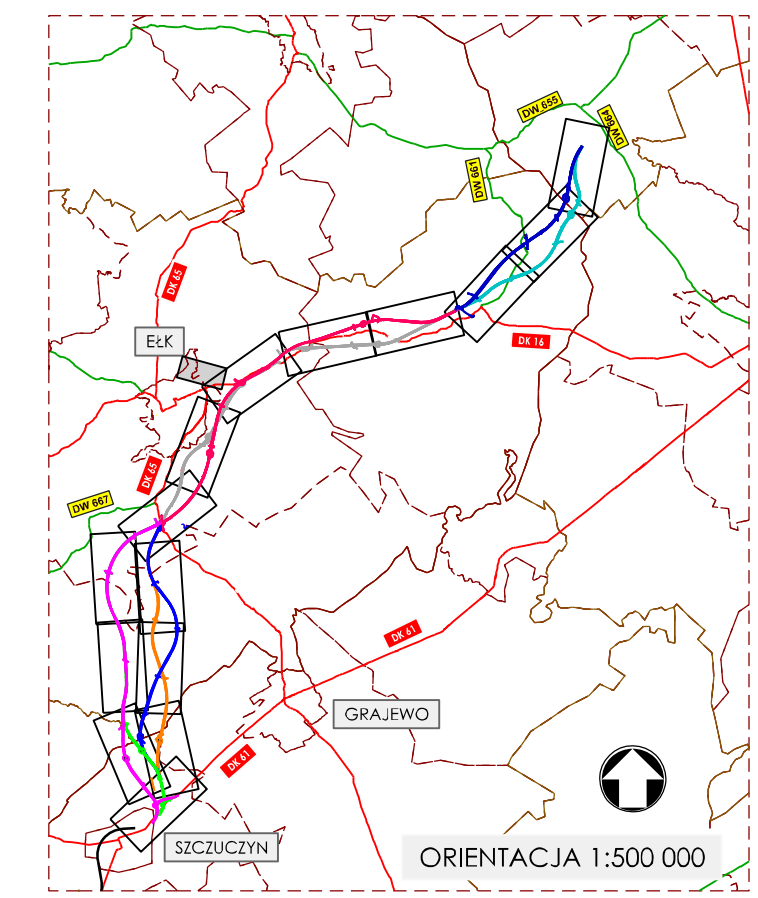 DW 655
DW 664
DW 661
DK 65
EŁK
DK 16
DK 65
DW 667
DK 61
GRAJEWO
DK 61
SZCZUCZYN
ORIENTACJA 1:500 000